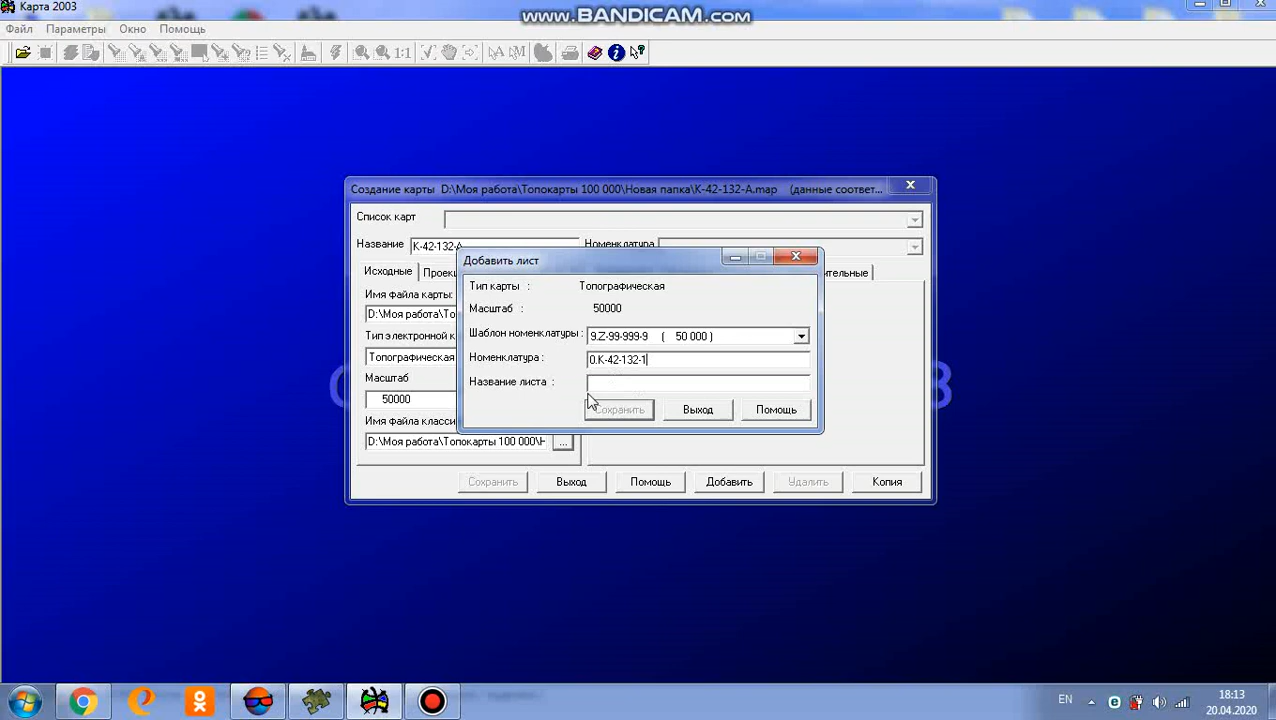 Карта 2003
www.BANDICAM.com
Файл Параметры Окно Помощь
1:1
Создание карты D:\Моя работа\Топокарты 100 000\Новая папка\K-42-132-A.map (данные соответ...
Список карт
Название K-42-132-A Номенклатура
Исходные
Имя файла карты:
D:\Моя работа\То
Тип электронной к
Топографическая
Масштаб
50000
Имя файла класси
D:\Моя работа\Топокарты 100 000\Н ...
Сохранить Выход Помощь Добавить Удалить Копия
Добавить лист
Тип карты : Топографическая
Масштаб : 50000
Шаблон номенклатуры : 9.Z-99-999-9 ( 50 000 )
Номенклатура : 0.K-42-132-1
Название листа :
Сохранить Выход Помощь
EN 18:13
20.04.2020